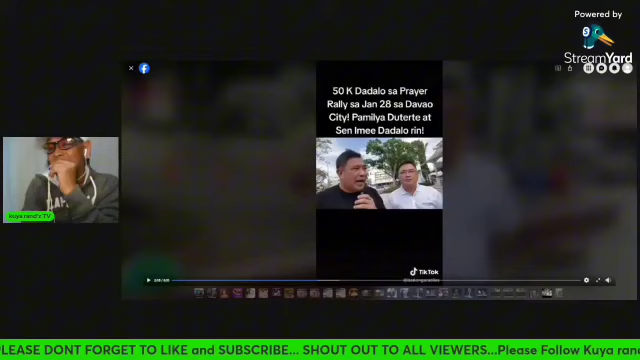 Powered by
StreamYard
50 K Dadalo sa Prayer
Rally sa Jan 28 sa Davao
City! Pamilya Duterte at
Sen Imee Dadalo rin!
kuya rand'z TV
TikTok
PLEASE DONT FORGET TO LIKE and SUBSCRIBE... SHOUT OUT TO ALL VIEWERS...Please Follow Kuya rand